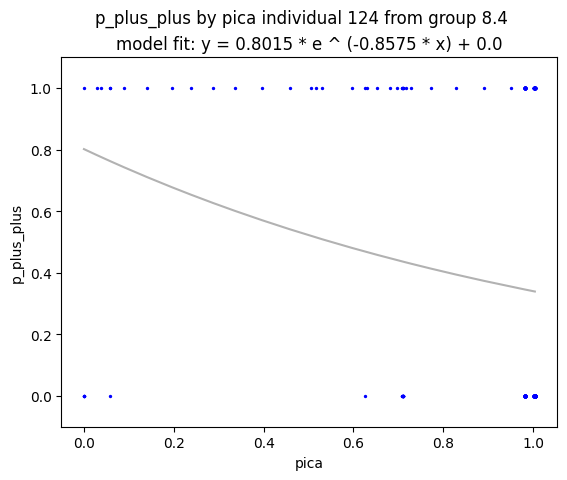 p_plus_plus by pica individual 124 from group 8.4
model fit: y = 0.8015 * e ^ (-0.8575 * x) + 0.0
1.0
0.8
0.6
0.4
0.2
0.0
p_plus_plus
0.0 0.2 0.4 0.6 0.8 1.0
pica